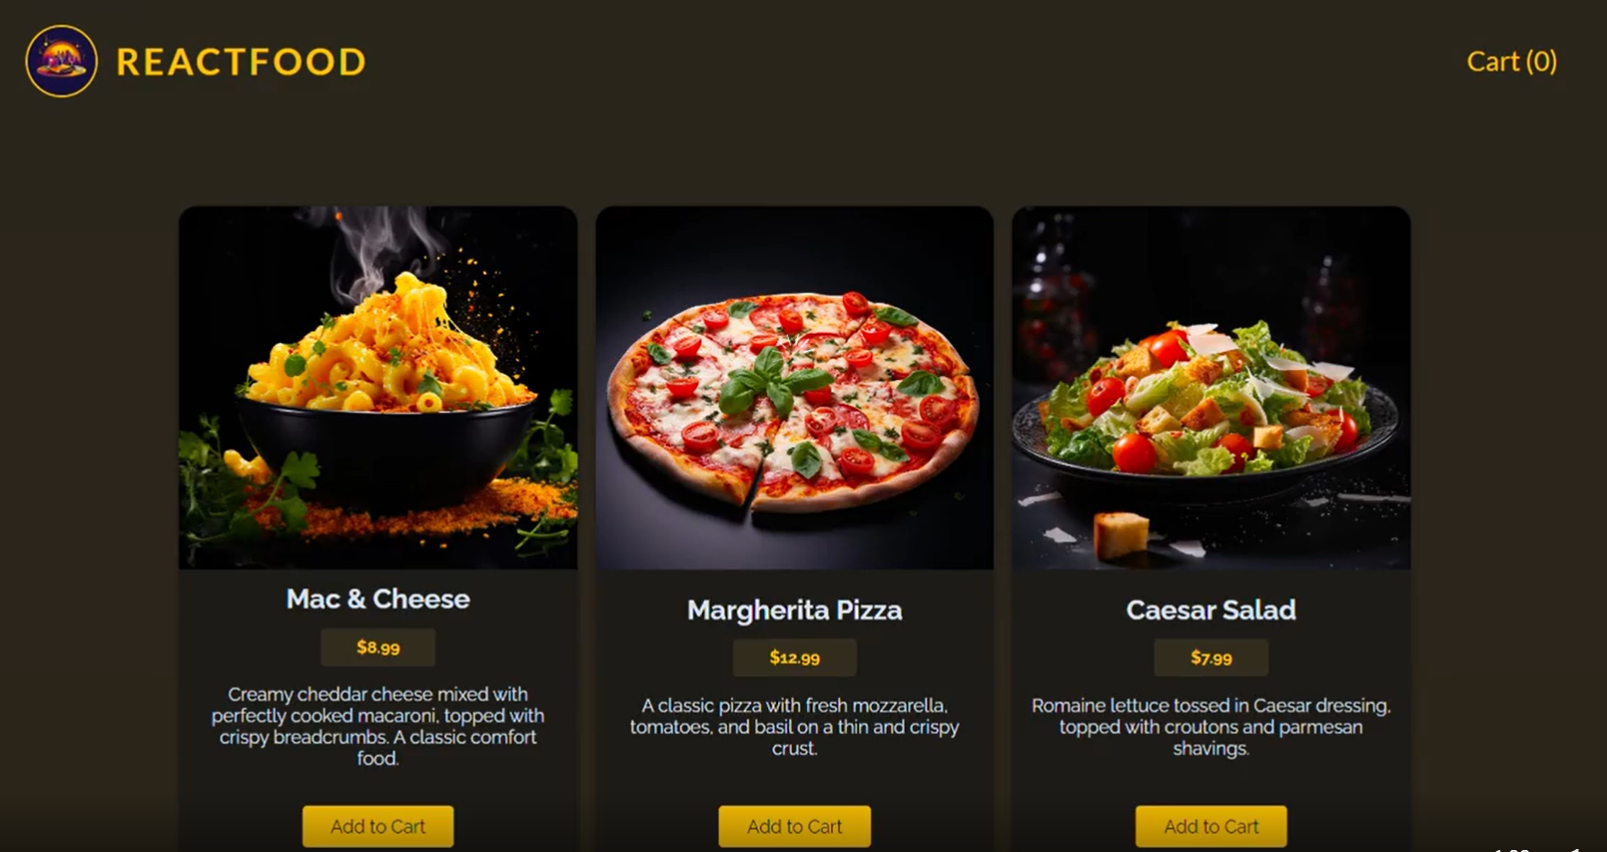 REACTFOOD
Cart (0)
Mac & Cheese
$8.99
Creamy cheddar cheese mixed with
perfectly cooked macaroni, topped with
crispy breadcrumbs. A classic comfort
food.
Add to Cart
Margherita Pizza
$12.99
A classic pizza with fresh mozzarella,
tomatoes, and basil on a thin and crispy
crust.
Add to Cart
Caesar Salad
$7.99
Romaine lettuce tossed in Caesar dressing,
topped with croutons and parmesan
shavings.
Add to Cart